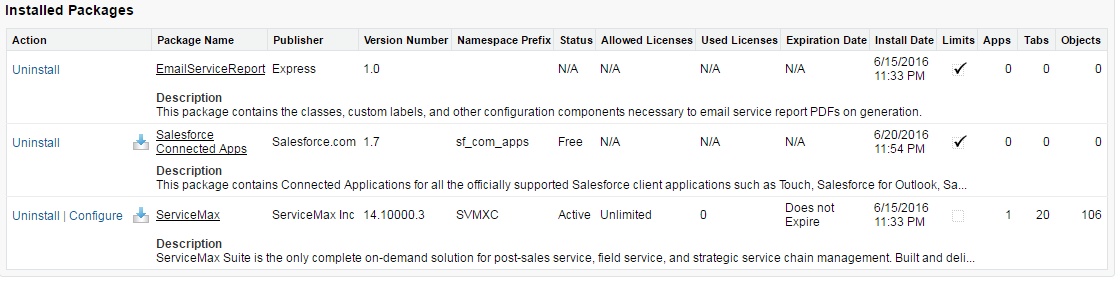 Installed Packages
Action Package Name Publisher Version Number Namespace Prefix Status Allowed Licenses Used Licenses Expiration Date Install Date Limits Apps Tabs Objects
Uninstall EmailServiceReport Express 1.0 N/A N/A N/A N/A 6/15/2016 11:33 PM 0 0 0
Description
This package contains the classes, custom labels, and other configuration components necessary to email service report PDFs on generation.
Uninstall Salesforce Connected Apps Salesforce.com 1.7 sf_com_apps Free N/A N/A N/A 6/20/2016 11:54 PM 0 0 0
Description
This package contains Connected Applications for all the officially supported Salesforce client applications such as Touch, Salesforce for Outlook, Sa...
Uninstall | Configure ServiceMax ServiceMax Inc 14.10000.3 SVMXC Active Unlimited 0 Does not Expire 6/15/2016 11:33 PM 1 20 106
Description
ServiceMax Suite is the only complete on-demand solution for post-sales service, field service, and strategic service chain management. Built and deli...